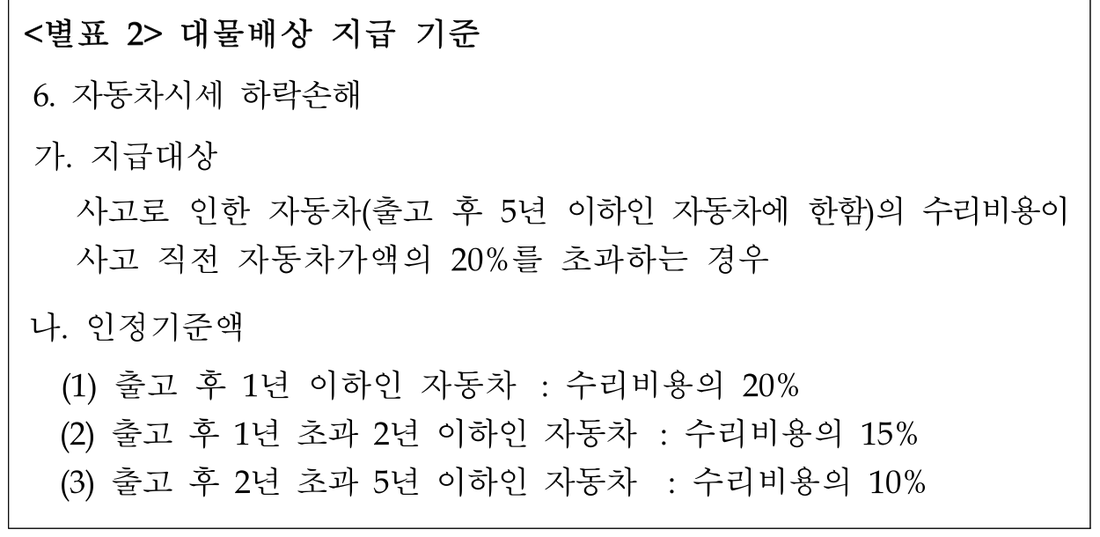 <별표 2> 대물배상 지급 기준
6. 자동차시세 하락손해
가. 지급대상
사고로 인한 자동차(출고 후 5년 이하인 자동차에 한함)의 수리비용이
사고 직전 자동차가액의 20%를 초과하는 경우
나. 인정기준액
(1) 출고 후 1년 이하인 자동차 : 수리비용의 20%
(2) 출고 후 1년 초과 2년 이하인 자동차 : 수리비용의 15%
(3) 출고 후 2년 초과 5년 이하인 자동차 : 수리비용의 10%